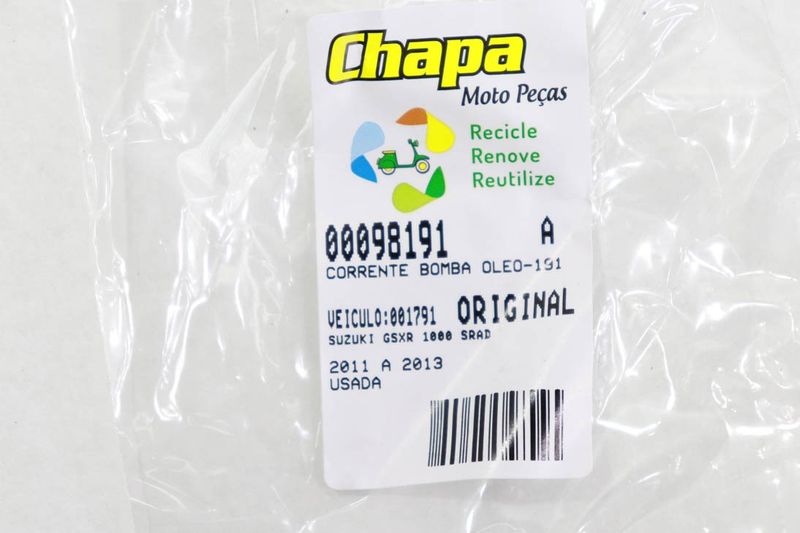 Chapa
Moto Peças
Recicle
Renove
Reutilize
00098191 A
CORRENTE BOMBA OLEO-191
VEICULO:001791 ORIGINAL
SUZUKI GSXR 1000 SRAD
2011 A 2013
USADA